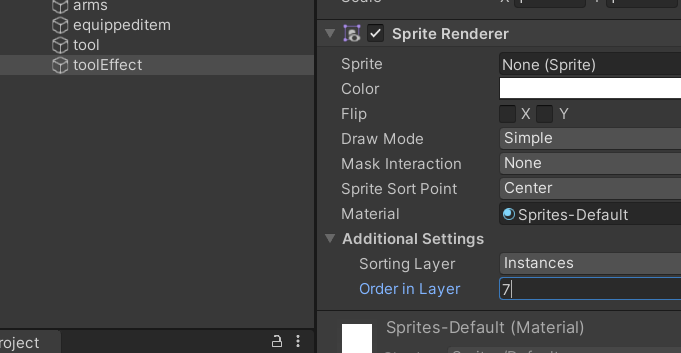 arms
equippeditem
tool
toolEffect
Sprite Renderer
Sprite None (Sprite)
Color
Flip X Y
Draw Mode Simple
Mask Interaction None
Sprite Sort Point Center
Material Sprites-Default
Additional Settings
Sorting Layer Instances
Order in Layer 7
roject
Sprites-Default (Material)